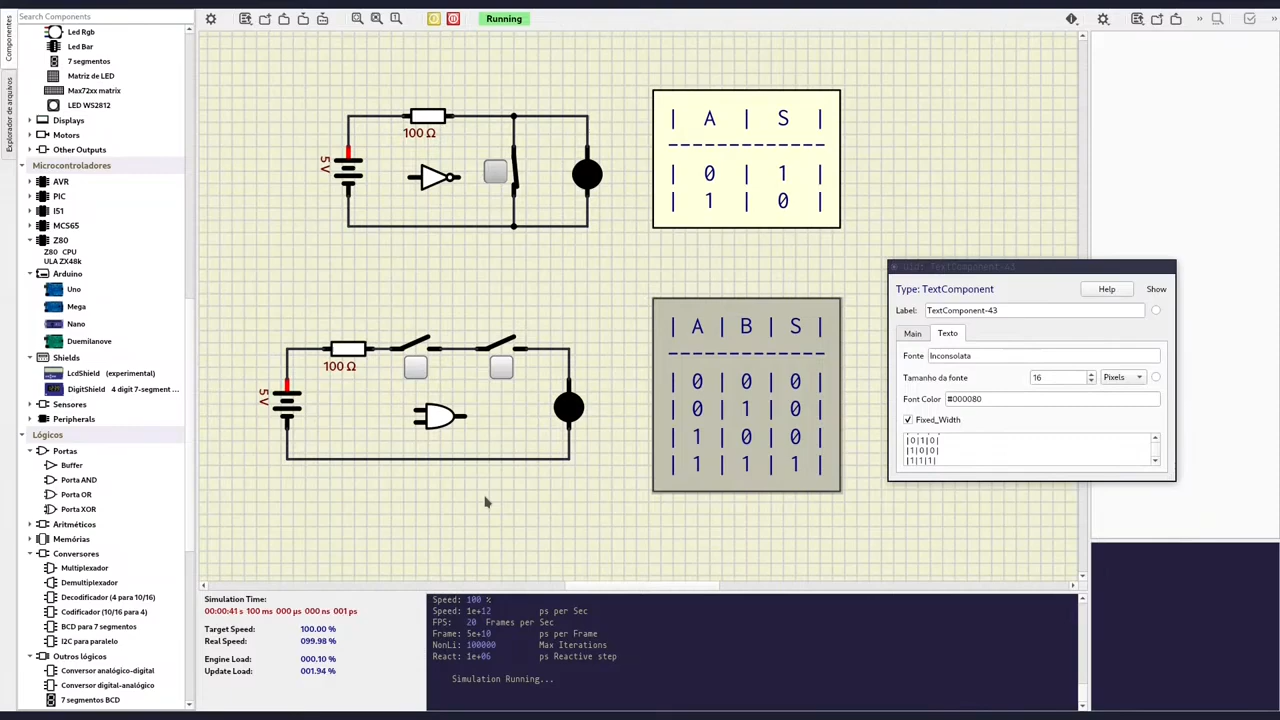 Componentes
Explorador de arquivos
Search Components
Led Rgb
Led Bar
7 segmentos
Matriz de LED
Max72xx matrix
LED WS2812
Displays
Motors
Other Outputs
Microcontroladores
AVR
PIC
I51
MCS65
Z80
Z80 CPU
ULA ZX48k
Arduino
Uno
Mega
Nano
Duemilanove
Shields
LcdShield (experimental)
DigitShield 4 digit 7-segment ...
Sensores
Peripherals
Lógicos
Portas
Buffer
Porta AND
Porta OR
Porta XOR
Aritméticos
Memórias
Conversores
Multiplexador
Demultiplexador
Decodificador (4 para 10/16)
Codificador (10/16 para 4)
BCD para 7 segmentos
I2C para paralelo
Outros lógicos
Conversor analógico-digital
Conversor digital-analógico
7 segmentos BCD
Running
100 Ω
5 V
| A | S |
-----------
| 0 | 1 |
| 1 | 0 |
100 Ω
5 V
| A | B | S |
-------------
| 0 | 0 | 0 |
| 0 | 1 | 0 |
| 1 | 0 | 0 |
| 1 | 1 | 1 |
Uid: TextComponent-43
Type: TextComponent
Help
Show
Label: TextComponent-43
Main
Texto
Fonte Inconsolata
Tamanho da fonte 16 Pixels
Font Color #000080
Fixed_Width
|0|1|0|
|1|0|0|
|1|1|1|
Simulation Time:
00:00:41 s 100 ms 000 µs 000 ns 001 ps
Target Speed: 100.00 %
Real Speed: 099.98 %
Engine Load: 000.10 %
Update Load: 001.94 %
Speed: 100 %
Speed: 1e+12 ps per Sec
FPS: 20 Frames per Sec
Frame: 5e+10 ps per Frame
NonLi: 100000 Max Iterations
React: 1e+06 ps Reactive step
Simulation Running...